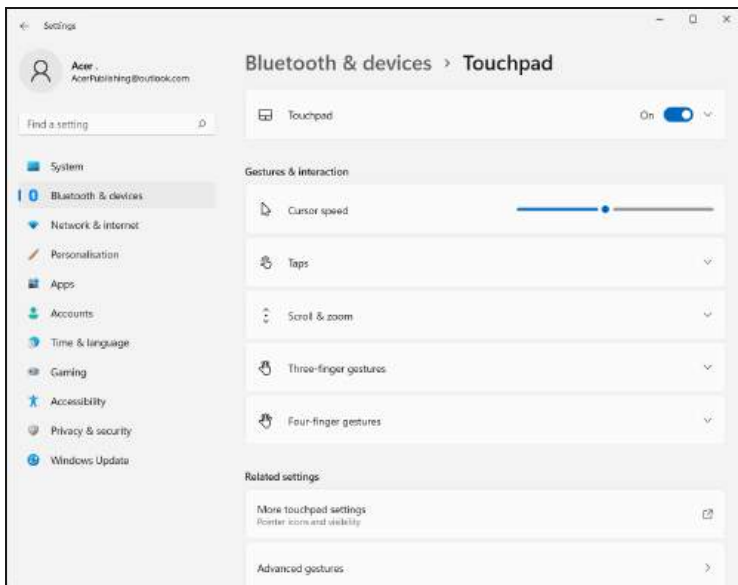 Settings
Acer .
AcerPublishing@outlook.com
Find a setting
System
Bluetooth & devices
Network & internet
Personalisation
Apps
Accounts
Time & language
Gaming
Accessibility
Privacy & security
Windows Update
Bluetooth & devices > Touchpad
Touchpad
On
Gestures & interaction
Cursor speed
Taps
Scroll & zoom
Three-finger gestures
Four-finger gestures
Related settings
More touchpad settings
Pointer icons and visibility
Advanced gestures